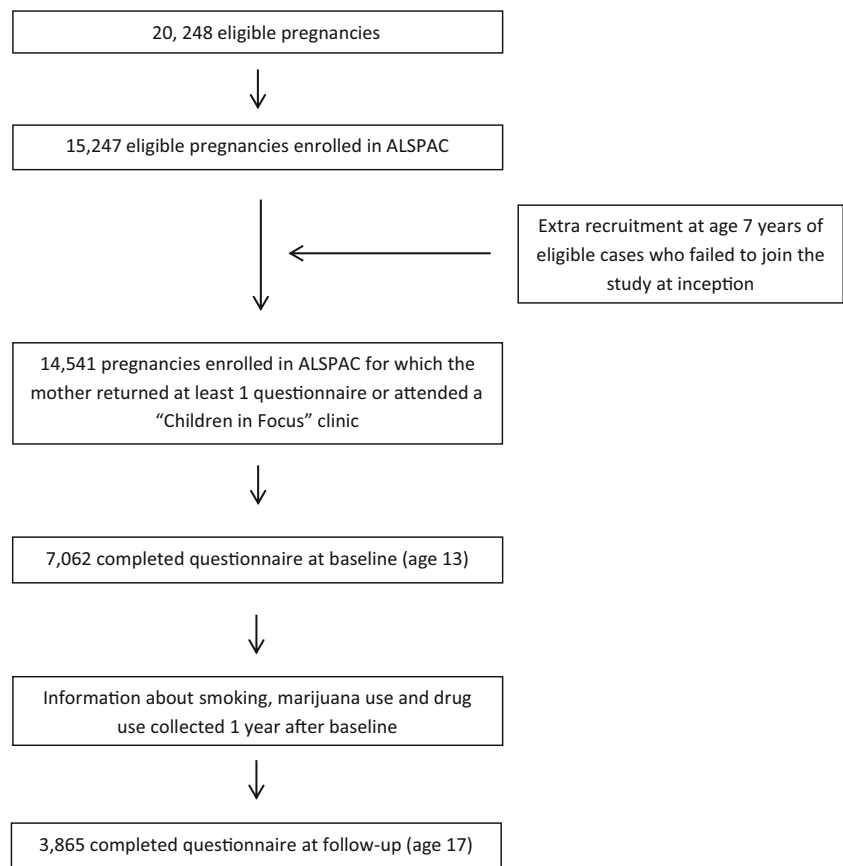 20, 248 eligible pregnancies
15,247 eligible pregnancies enrolled in ALSPAC
Extra recruitment at age 7 years of
eligible cases who failed to join the
study at inception
14,541 pregnancies enrolled in ALSPAC for which the
mother returned at least 1 questionnaire or attended a
“Children in Focus” clinic
7,062 completed questionnaire at baseline (age 13)
Information about smoking, marijuana use and drug
use collected 1 year after baseline
3,865 completed questionnaire at follow-up (age 17)